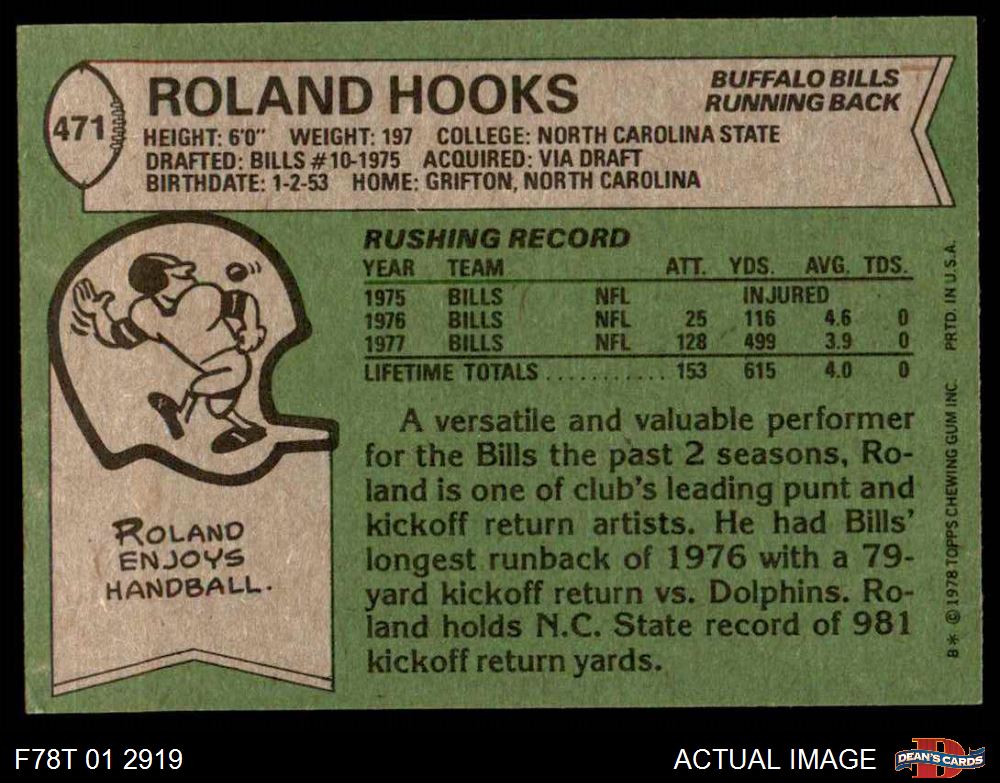 471
ROLAND HOOKS
BUFFALO BILLS
RUNNING BACK
HEIGHT: 6'0" WEIGHT: 197 COLLEGE: NORTH CAROLINA STATE
DRAFTED: BILLS #10-1975 ACQUIRED: VIA DRAFT
BIRTHDATE: 1-2-53 HOME: GRIFTON, NORTH CAROLINA
RUSHING RECORD
YEAR TEAM ATT. YDS. AVG. TDS.
1975 BILLS NFL INJURED
1976 BILLS NFL 25 116 4.6 0
1977 BILLS NFL 128 499 3.9 0
LIFETIME TOTALS ............ 153 615 4.0 0
A versatile and valuable performer
for the Bills the past 2 seasons, Ro-
land is one of club's leading punt and
kickoff return artists. He had Bills'
longest runback of 1976 with a 79-
yard kickoff return vs. Dolphins. Ro-
land holds N.C. State record of 981
kickoff return yards.
ROLAND
ENJOYS
HANDBALL.
B* © 1978 TOPPS CHEWING GUM INC. PRTD. IN U.S.A.
F78T 01 2919
ACTUAL IMAGE
D
DEAN'S CARDS